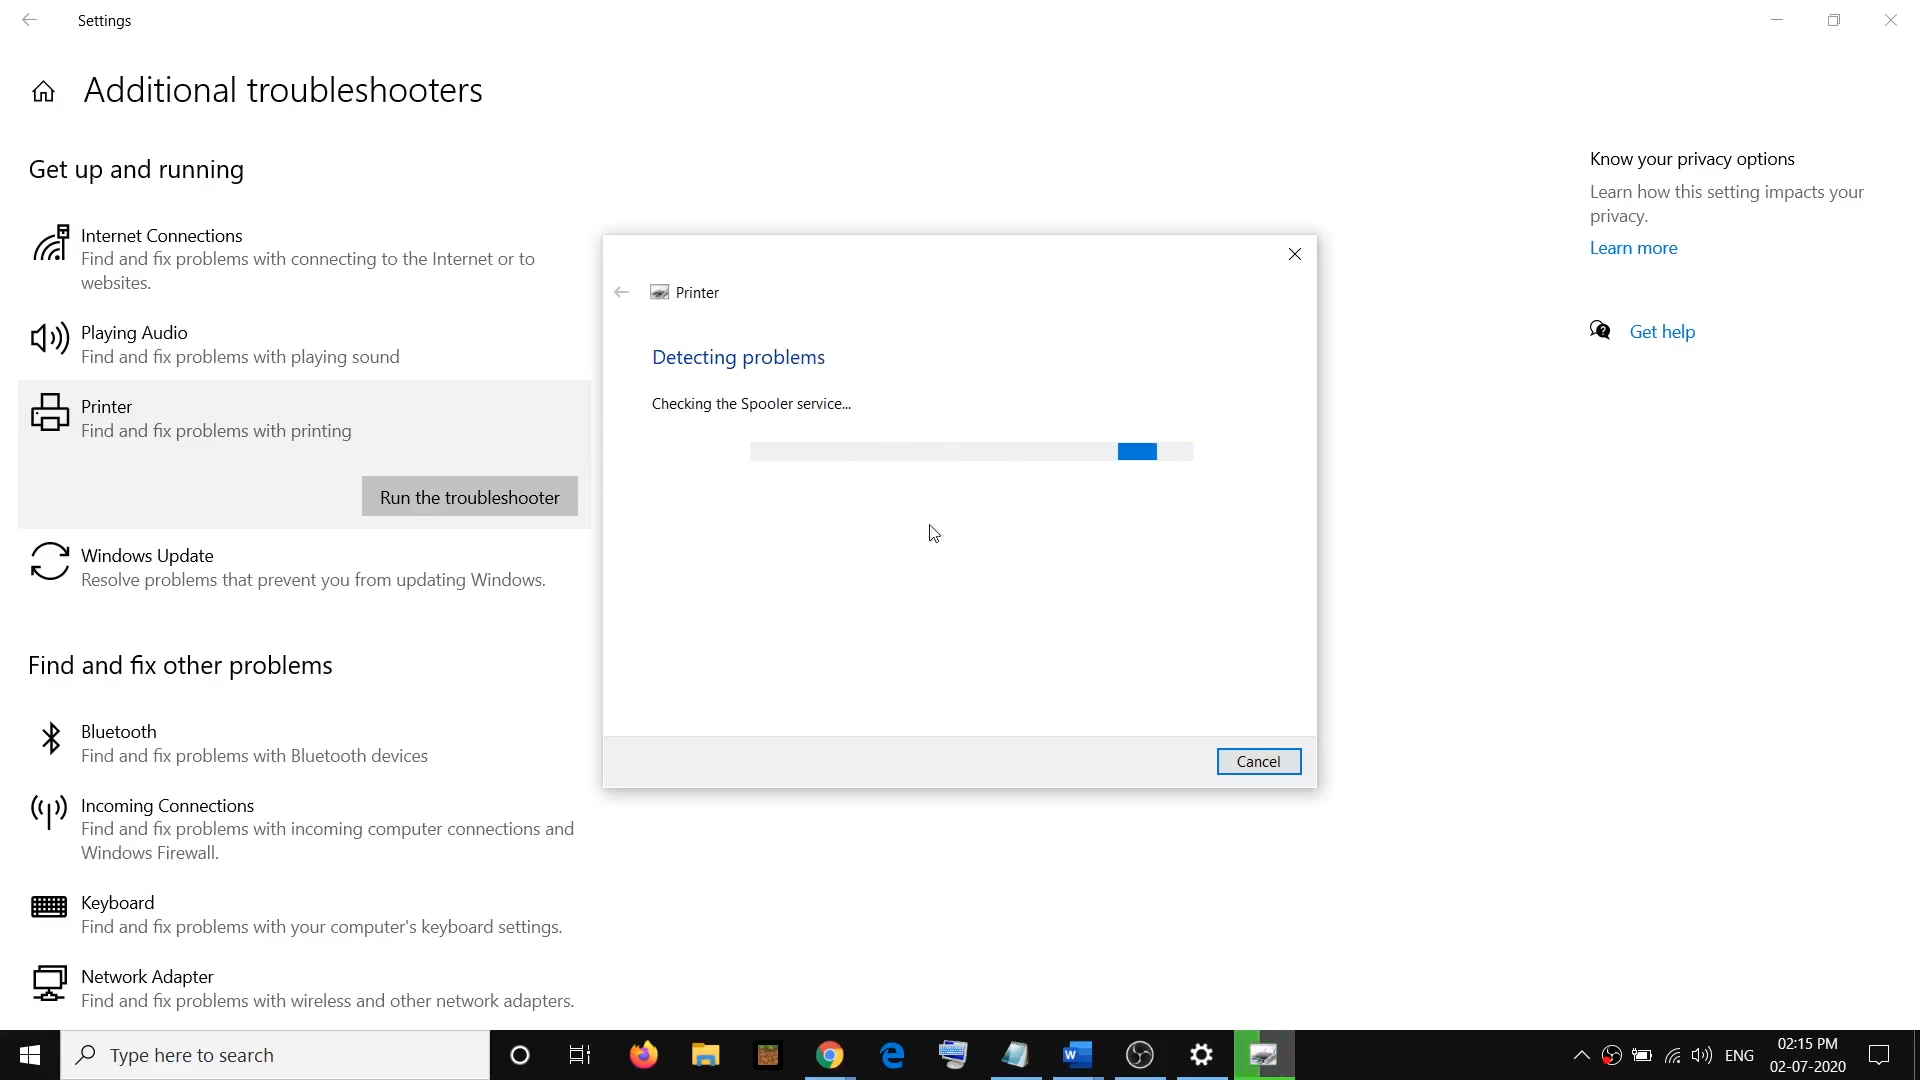 Settings
Additional troubleshooters
Get up and running
Internet Connections
Find and fix problems with connecting to the Internet or to
websites.
Playing Audio
Find and fix problems with playing sound
Printer
Find and fix problems with printing
Run the troubleshooter
Windows Update
Resolve problems that prevent you from updating Windows.
Find and fix other problems
Bluetooth
Find and fix problems with Bluetooth devices
Incoming Connections
Find and fix problems with incoming computer connections and
Windows Firewall.
Keyboard
Find and fix problems with your computer's keyboard settings.
Network Adapter
Find and fix problems with wireless and other network adapters.
Printer
Detecting problems
Checking the Spooler service...
Cancel
Know your privacy options
Learn how this setting impacts your
privacy.
Learn more
Get help
Type here to search
W
ENG
02:15 PM
02-07-2020